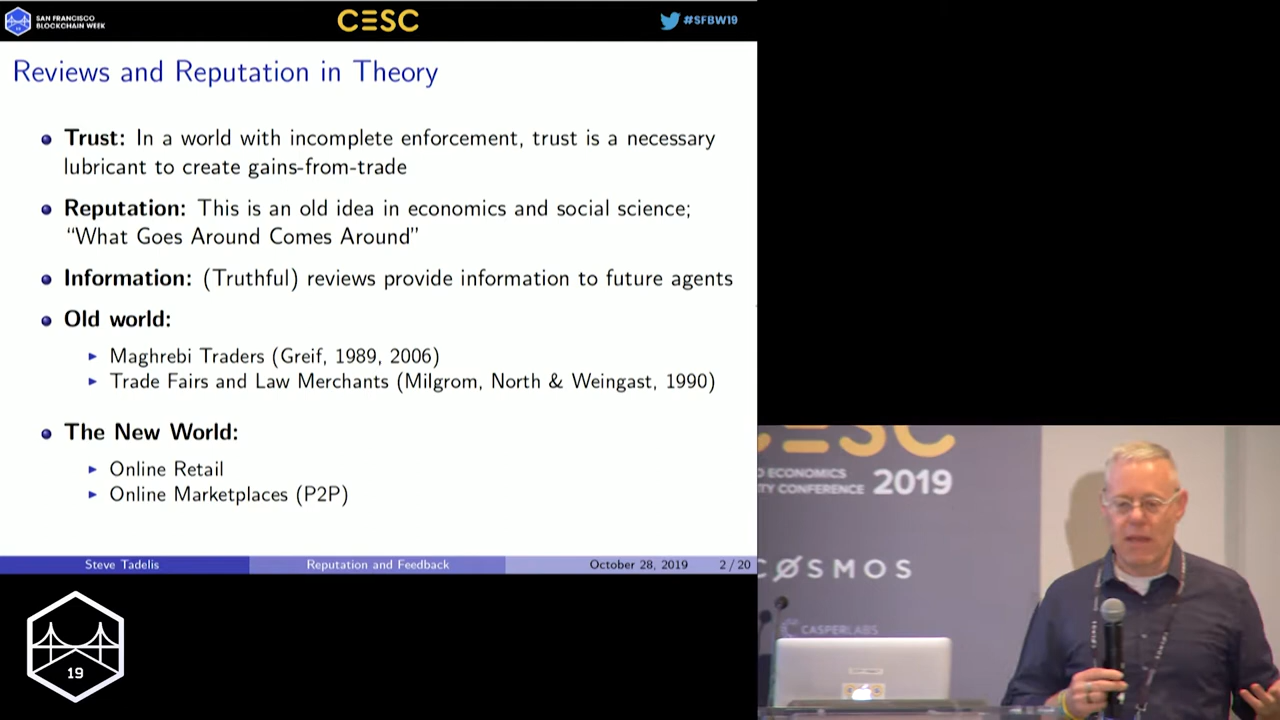 SAN FRANCISCO
BLOCKCHAIN WEEK
CESC
#SFBW19
Reviews and Reputation in Theory
Trust: In a world with incomplete enforcement, trust is a necessary
lubricant to create gains-from-trade
Reputation: This is an old idea in economics and social science;
“What Goes Around Comes Around”
Information: (Truthful) reviews provide information to future agents
Old world:
Maghrebi Traders (Greif, 1989, 2006)
Trade Fairs and Law Merchants (Milgrom, North & Weingast, 1990)
The New World:
Online Retail
Online Marketplaces (P2P)
Steve Tadelis
Reputation and Feedback
October 28, 2019
2 / 20
19
CESC
ECONOMICS
CONFERENCE 2019
COSMOS
CASPERLABS